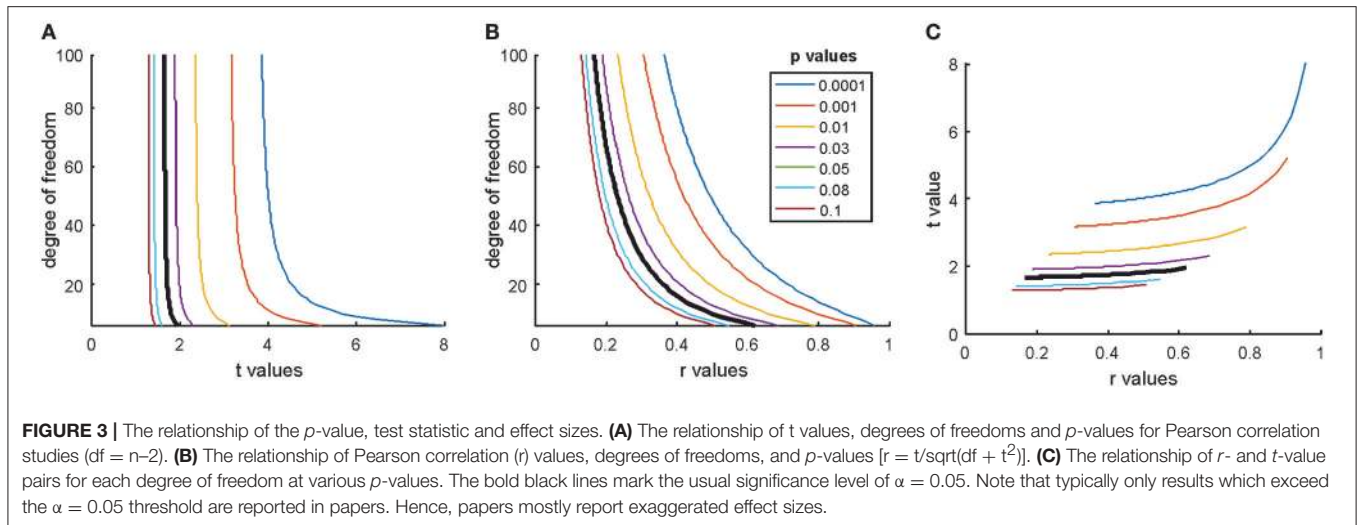 A
100
80
60
40
20
0
2
4
6
8
degree of freedom
t values
B
100
80
60
40
20
0
0.2
0.4
0.6
0.8
1
degree of freedom
r values
p values
0.0001
0.001
0.01
0.03
0.05
0.08
0.1
C
8
6
4
2
0
0
0.2
0.4
0.6
0.8
1
t value
r values
FIGURE 3 | The relationship of the p-value, test statistic and effect sizes. (A) The relationship of t values, degrees of freedoms and p-values for Pearson correlation
studies (df = n–2). (B) The relationship of Pearson correlation (r) values, degrees of freedoms, and p-values [r = t/sqrt(df + t²)]. (C) The relationship of r- and t-value
pairs for each degree of freedom at various p-values. The bold black lines mark the usual significance level of α = 0.05. Note that typically only results which exceed
the α = 0.05 threshold are reported in papers. Hence, papers mostly report exaggerated effect sizes.